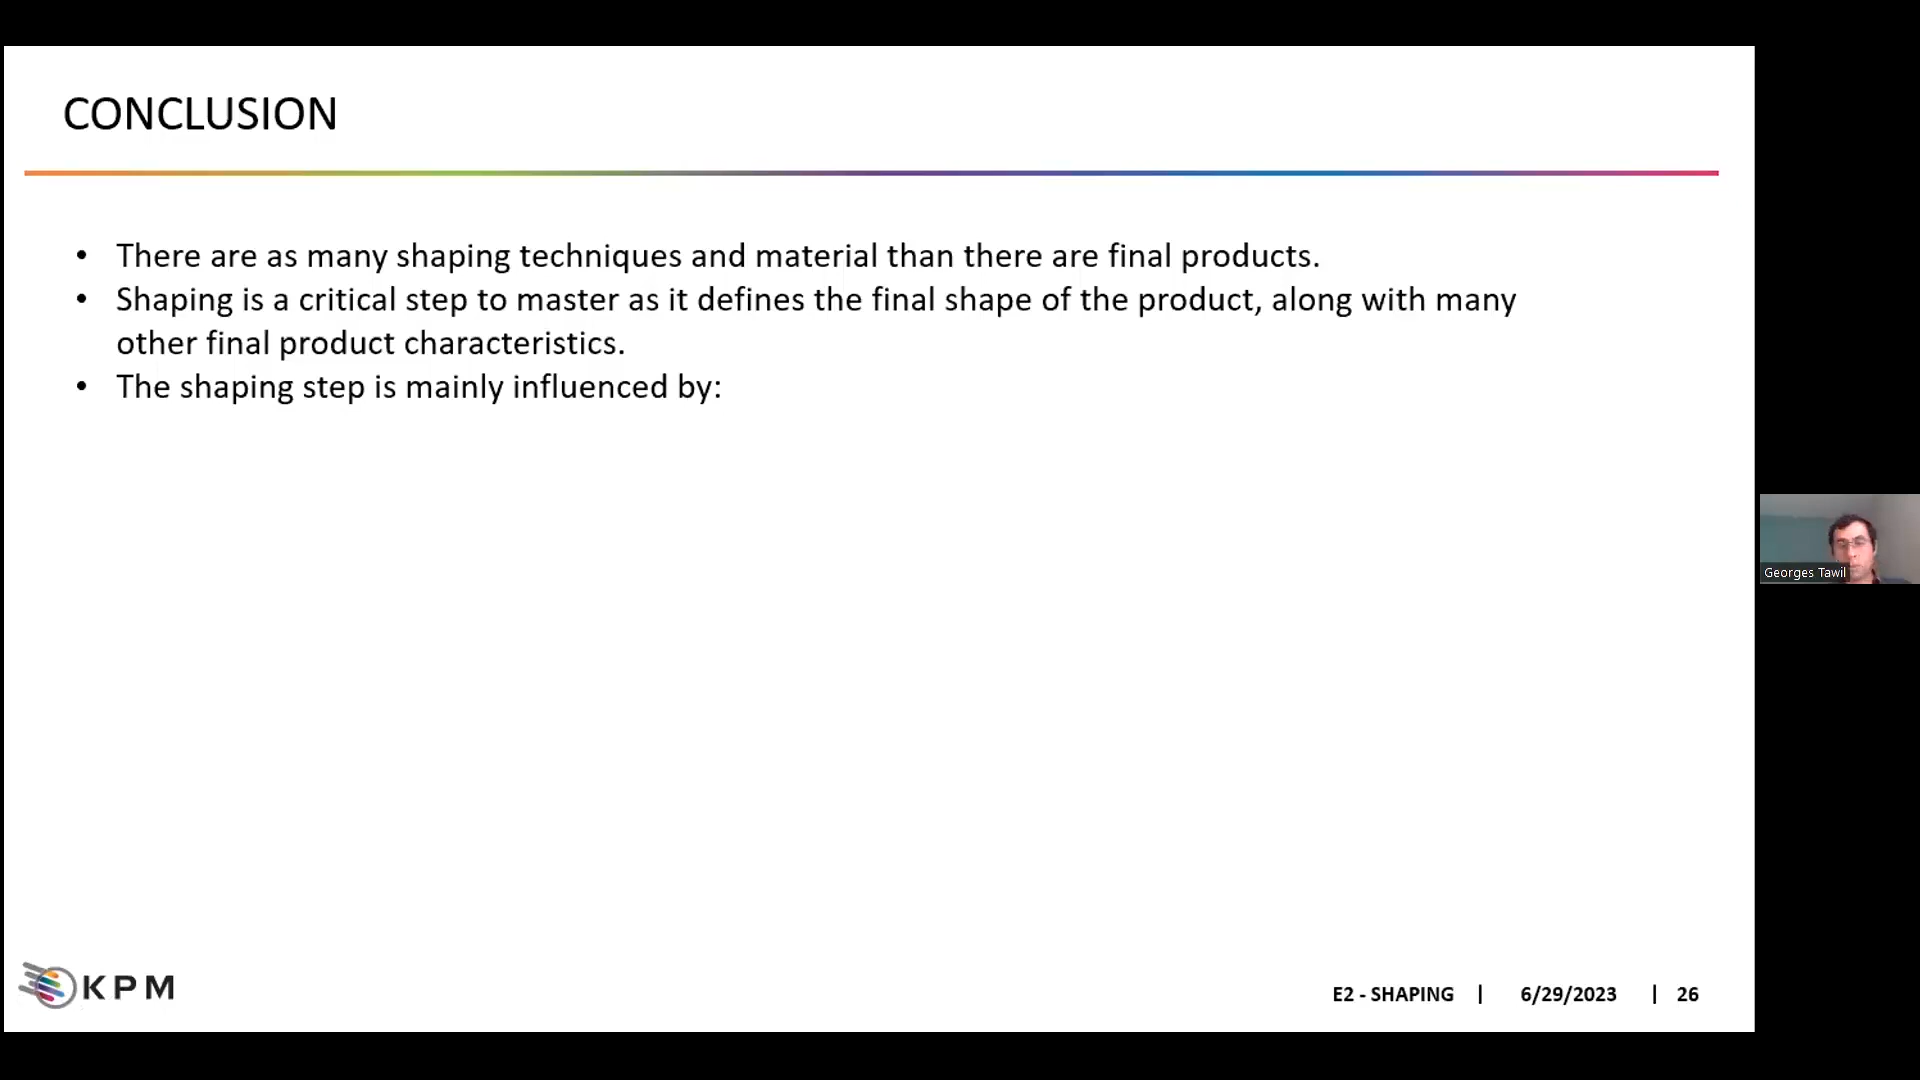 CONCLUSION
• There are as many shaping techniques and material than there are final products.
• Shaping is a critical step to master as it defines the final shape of the product, along with many
other final product characteristics.
• The shaping step is mainly influenced by:
Georges Tawil
KPM
E2 - SHAPING | 6/29/2023 | 26